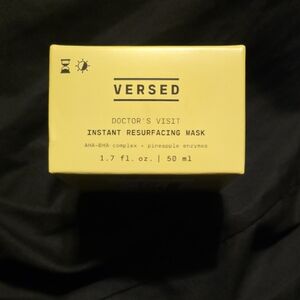 VERSED
DOCTOR'S VISIT
INSTANT RESURFACING MASK
AHA-BHA complex + pineapple enzymes
1.7 fl. oz. | 50 ml